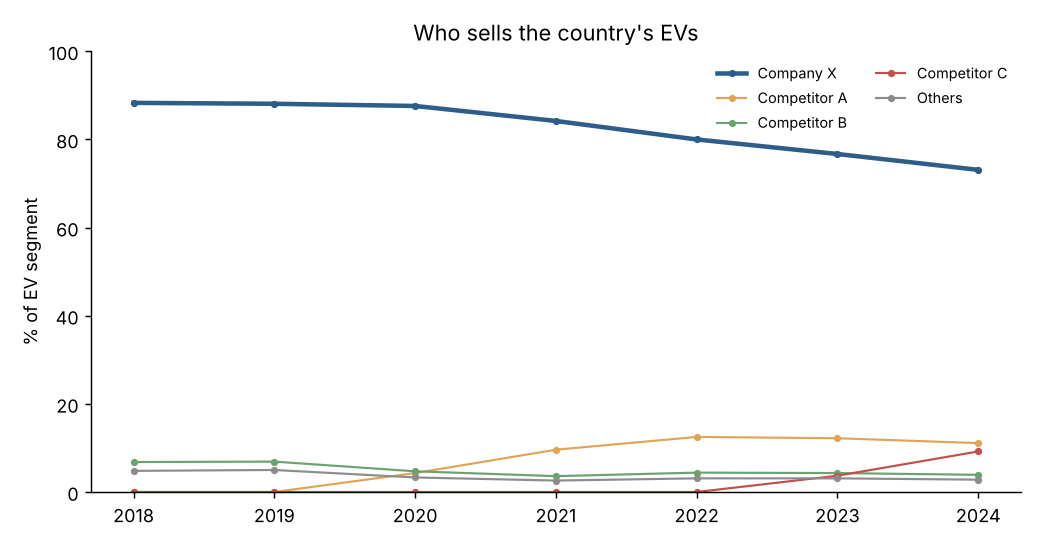 Who sells the country's EVs
% of EV segment
100
80
60
40
20
0
2018 2019 2020 2021 2022 2023 2024
Company X
Competitor A
Competitor B
Competitor C
Others